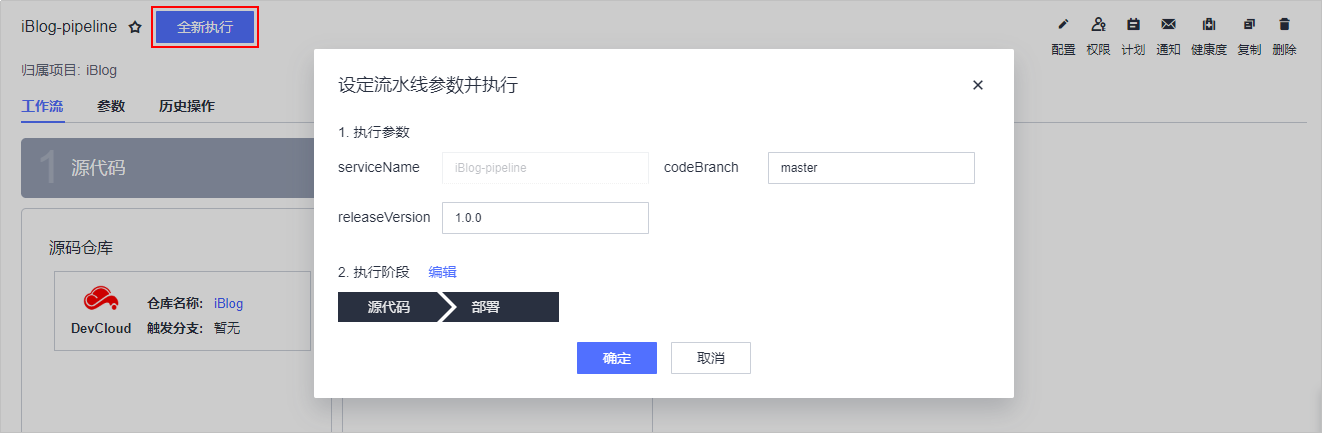 iBlog-pipeline 全新执行
配置 权限 计划 通知 健康度 复制 删除
归属项目: iBlog
工作流 参数 历史操作
1 源代码
源码仓库
DevCloud
仓库名称: iBlog
触发分支: 暂无
设定流水线参数并执行
1. 执行参数
serviceName iBlog-pipeline codeBranch master
releaseVersion 1.0.0
2. 执行阶段 编辑
源代码 部署
确定 取消